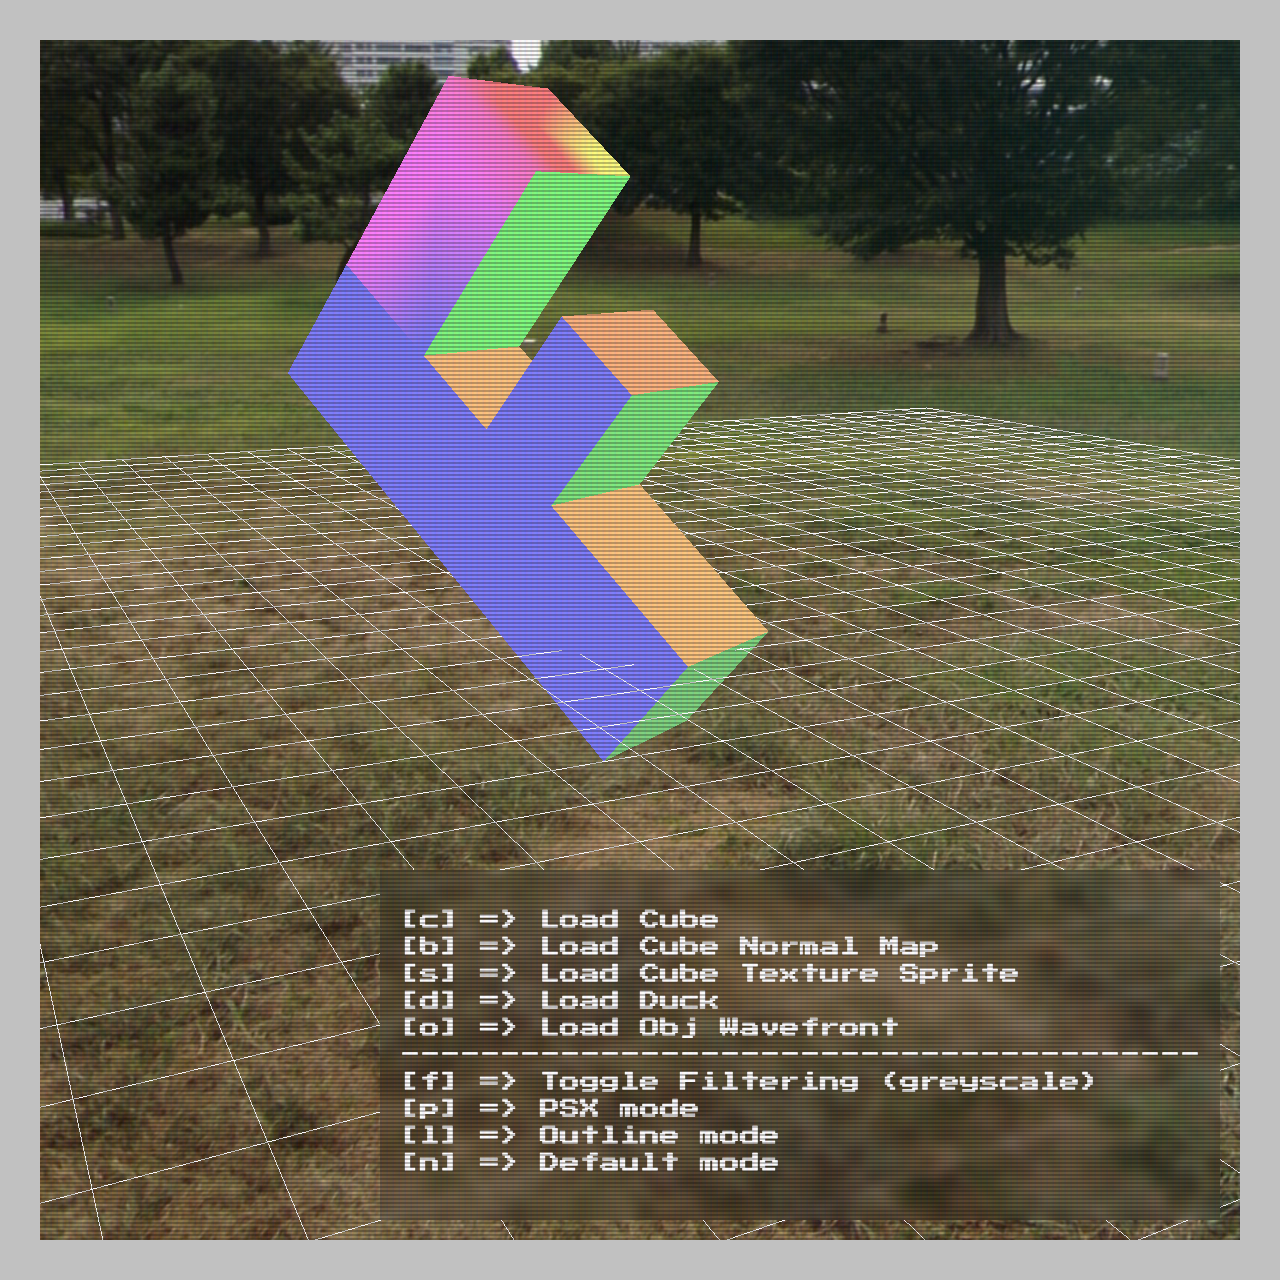 [c] => Load Cube
[b] => Load Cube Normal Map
[s] => Load Cube Texture Sprite
[d] => Load Duck
[o] => Load Obj Wavefront
----------------------------------------
[f] => Toggle Filtering (greyscale)
[p] => PSX mode
[l] => Outline mode
[n] => Default mode